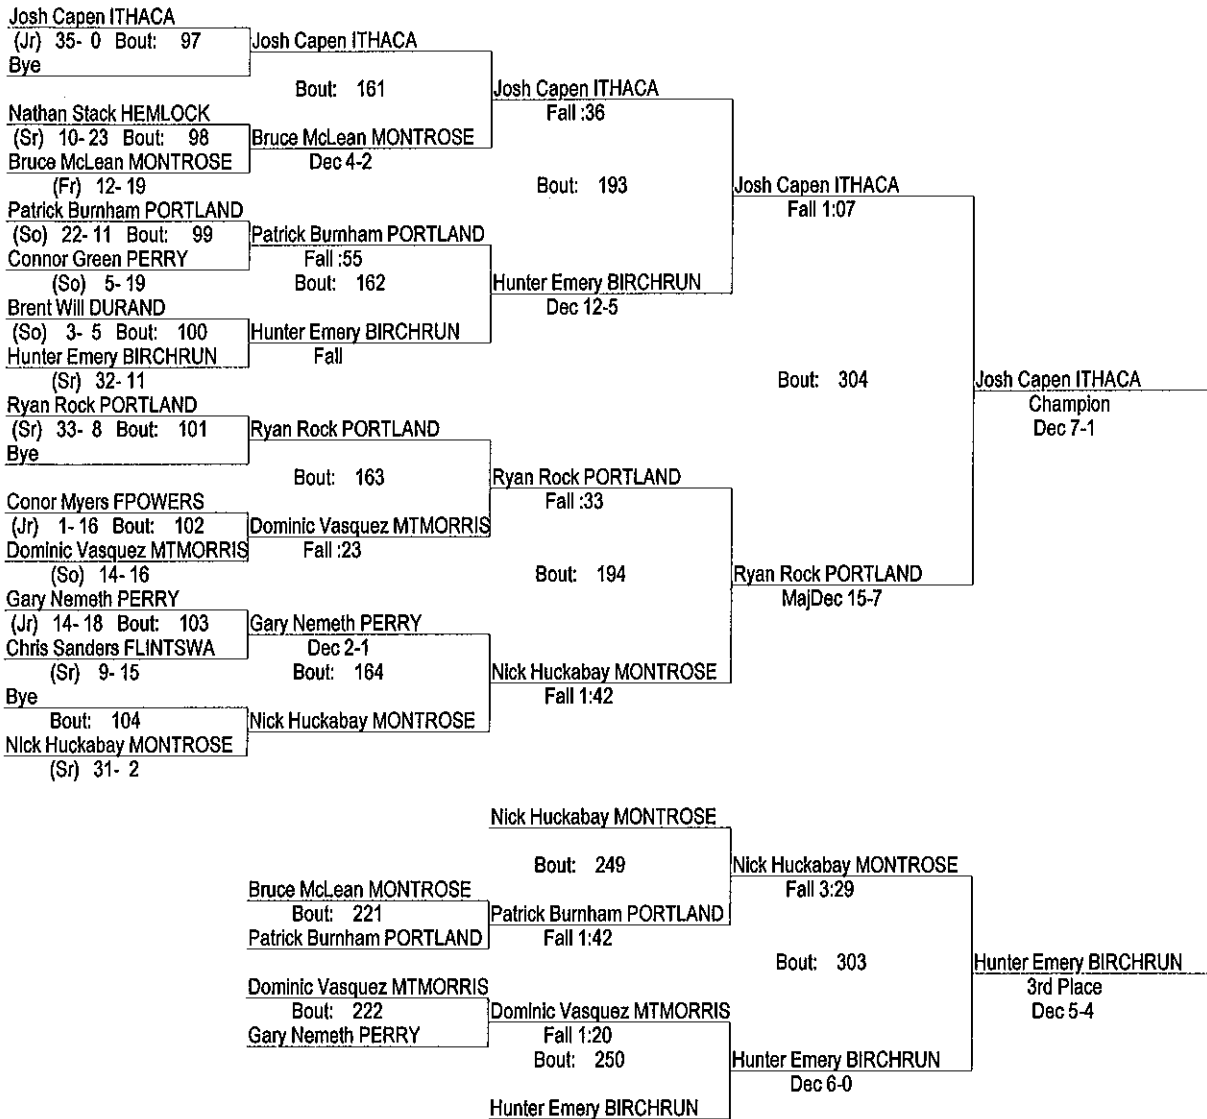 Josh Capen ITHACA
(Jr) 35- 0 Bout: 97
Bye
Josh Capen ITHACA
Bout: 161
Nathan Stack HEMLOCK
(Sr) 10- 23 Bout: 98
Bruce McLean MONTROSE
(Fr) 12- 19
Bruce McLean MONTROSE
Dec 4-2
Josh Capen ITHACA
Fall :36
Bout: 193
Patrick Burnham PORTLAND
(So) 22- 11 Bout: 99
Connor Green PERRY
(So) 5- 19
Patrick Burnham PORTLAND
Fall :55
Bout: 162
Brent Will DURAND
(So) 3- 5 Bout: 100
Hunter Emery BIRCHRUN
(Sr) 32- 11
Hunter Emery BIRCHRUN
Fall
Hunter Emery BIRCHRUN
Dec 12-5
Josh Capen ITHACA
Fall 1:07
Bout: 304
Ryan Rock PORTLAND
(Sr) 33- 8 Bout: 101
Bye
Ryan Rock PORTLAND
Bout: 163
Conor Myers FPOWERS
(Jr) 1- 16 Bout: 102
Dominic Vasquez MTMORRIS
(So) 14- 16
Dominic Vasquez MTMORRIS
Fall :23
Ryan Rock PORTLAND
Fall :33
Bout: 194
Gary Nemeth PERRY
(Jr) 14- 18 Bout: 103
Chris Sanders FLINTSWA
(Sr) 9- 15
Gary Nemeth PERRY
Dec 2-1
Bout: 164
Bye
Bout: 104
Nick Huckabay MONTROSE
(Sr) 31- 2
Nick Huckabay MONTROSE
Nick Huckabay MONTROSE
Fall 1:42
Ryan Rock PORTLAND
MajDec 15-7
Josh Capen ITHACA
Champion
Dec 7-1
Nick Huckabay MONTROSE
Bout: 249
Bruce McLean MONTROSE
Bout: 221
Patrick Burnham PORTLAND
Patrick Burnham PORTLAND
Fall 1:42
Nick Huckabay MONTROSE
Fall 3:29
Bout: 303
Dominic Vasquez MTMORRIS
Bout: 222
Gary Nemeth PERRY
Dominic Vasquez MTMORRIS
Fall 1:20
Bout: 250
Hunter Emery BIRCHRUN
Hunter Emery BIRCHRUN
Dec 6-0
Hunter Emery BIRCHRUN
3rd Place
Dec 5-4